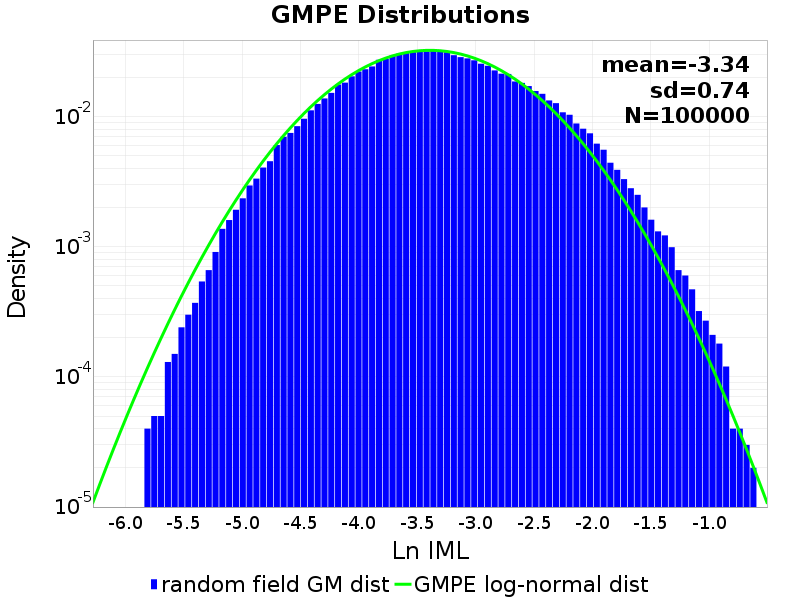 GMPE Distributions
mean=-3.34
sd=0.74
N=100000
Density
10-2
10-3
10-4
10-5
-6.0 -5.5 -5.0 -4.5 -4.0 -3.5 -3.0 -2.5 -2.0 -1.5 -1.0
Ln IML
random field GM dist GMPE log-normal dist